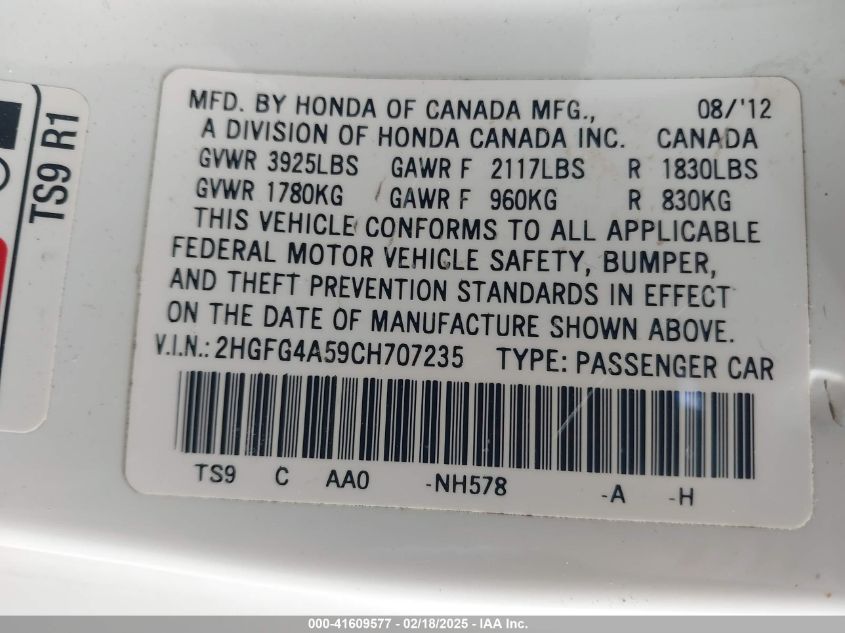 MFD. BY HONDA OF CANADA MFG., 08/'12
A DIVISION OF HONDA CANADA INC. CANADA
GVWR 3925LBS GAWR F 2117LBS R 1830LBS
GVWR 1780KG GAWR F 960KG R 830KG
THIS VEHICLE CONFORMS TO ALL APPLICABLE
FEDERAL MOTOR VEHICLE SAFETY, BUMPER,
AND THEFT PREVENTION STANDARDS IN EFFECT
ON THE DATE OF MANUFACTURE SHOWN ABOVE.
V.I.N.: 2HGFG4A59CH707235 TYPE: PASSENGER CAR
TS9 C AA0 -NH578 -A -H
TS9 R1
000-41609577 — 02/18/2025 — IAA Inc.